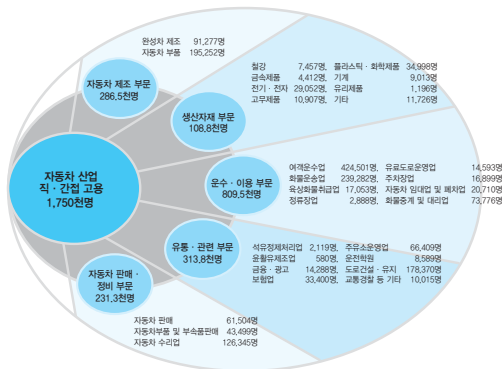 완성차 제조 91,277명
자동차 부품 195,252명
자동차 제조 부문
286.5천명
철강 7,457명, 플라스틱·화학제품 34,998명
금속제품 4,412명, 기계 9,013명
전기·전자 29,052명, 유리제품 1,196명
고무제품 10,907명, 기타 11,726명
생산자재 부문
108.8천명
자동차 산업
직·간접 고용
1,750천명
운수·이용 부문
809.5천명
여객운수업 424,501명, 유료도로운영업 14,593명
화물운송업 239,282명, 주차장업 16,899명
육상화물취급업 17,053명, 자동차 임대업 및 폐차업 20,710명
정류장업 2,888명, 화물중계 및 대리업 73,776명
유통·관련 부문
313.8천명
석유정제처리업 2,119명, 주유소운영업 66,409명
윤활유제조업 580명, 운전학원 8,589명
금융·광고 14,288명, 도로건설·유지 178,370명
보험업 33,400명, 교통경찰 등 기타 10,015명
자동차 판매·
정비 부문
231.3천명
자동차 판매 61,504명
자동차부품 및 부속품판매 43,499명
자동차 수리업 126,345명